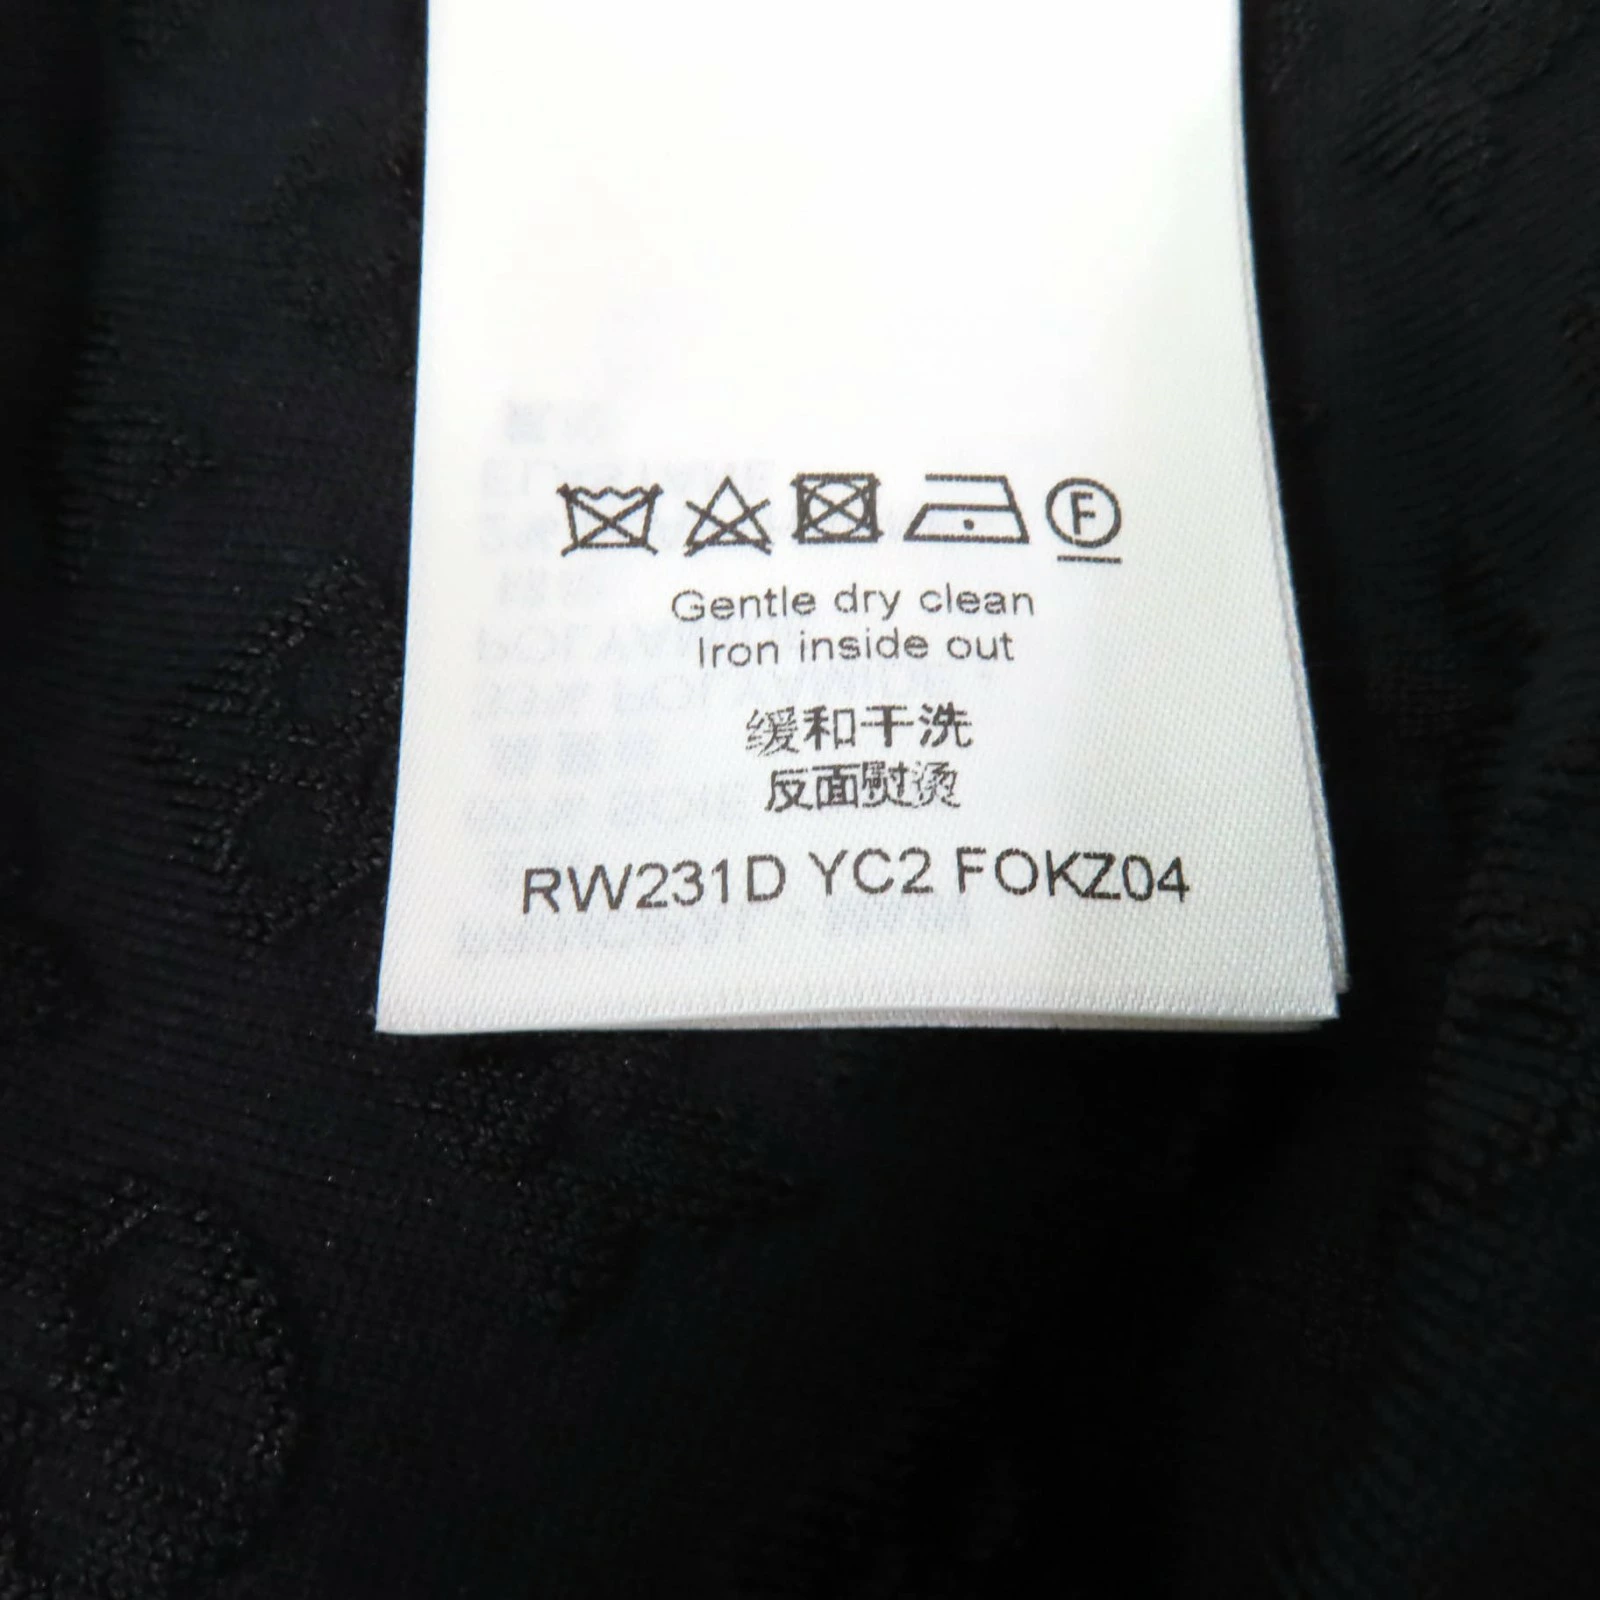 F
Gentle dry clean
Iron inside out
缓和干洗
反面熨烫
RW231D YC2 FOKZ04